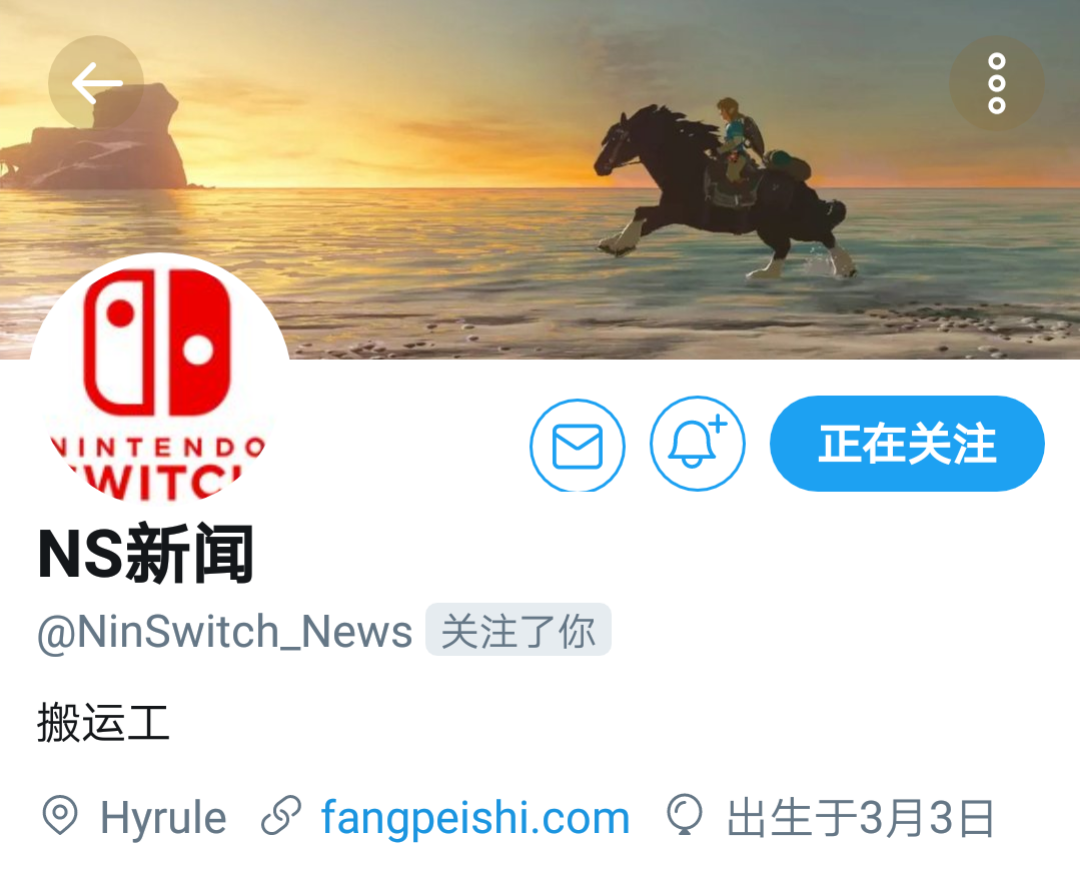 NINTENDO
SWITCH
正在关注
NS新闻
@NinSwitch_News 关注了你
搬运工
Hyrule fangpeishi.com 出生于3月3日